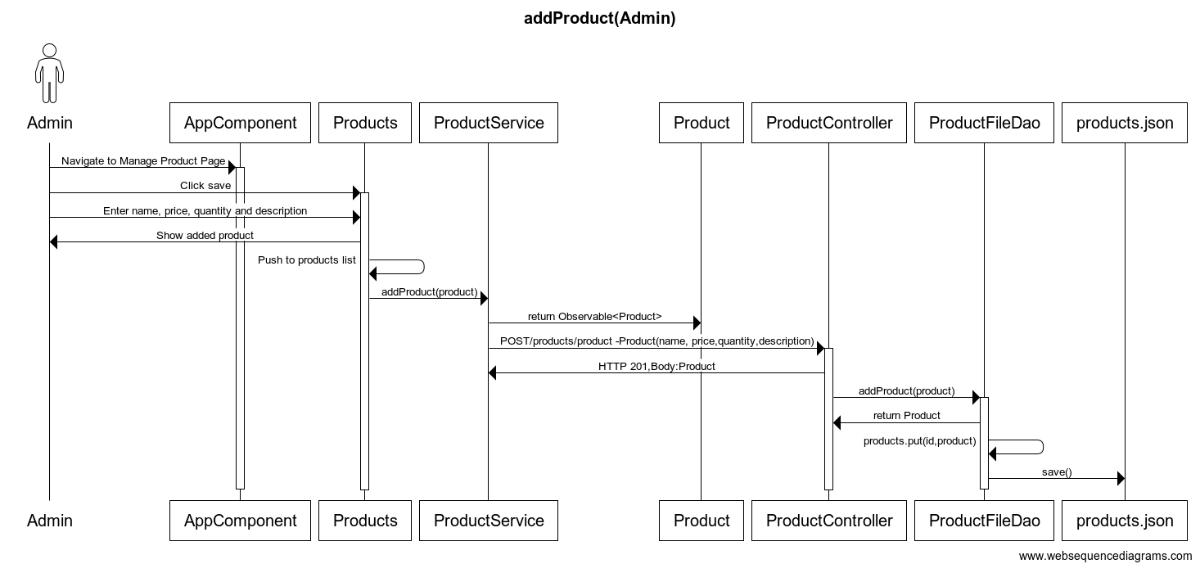 addProduct(Admin)
Admin
AppComponent
Products
ProductService
Product
ProductController
ProductFileDao
products.json
Navigate to Manage Product Page
Click save
Enter name, price, quantity and description
Show added product
Push to products list
addProduct(product)
return Observable<Product>
POST/products/product -Product(name, price,quantity,description)
HTTP 201,Body:Product
addProduct(product)
return Product
products.put(id,product)
save()
Admin
AppComponent
Products
ProductService
Product
ProductController
ProductFileDao
products.json
www.websequencediagrams.com